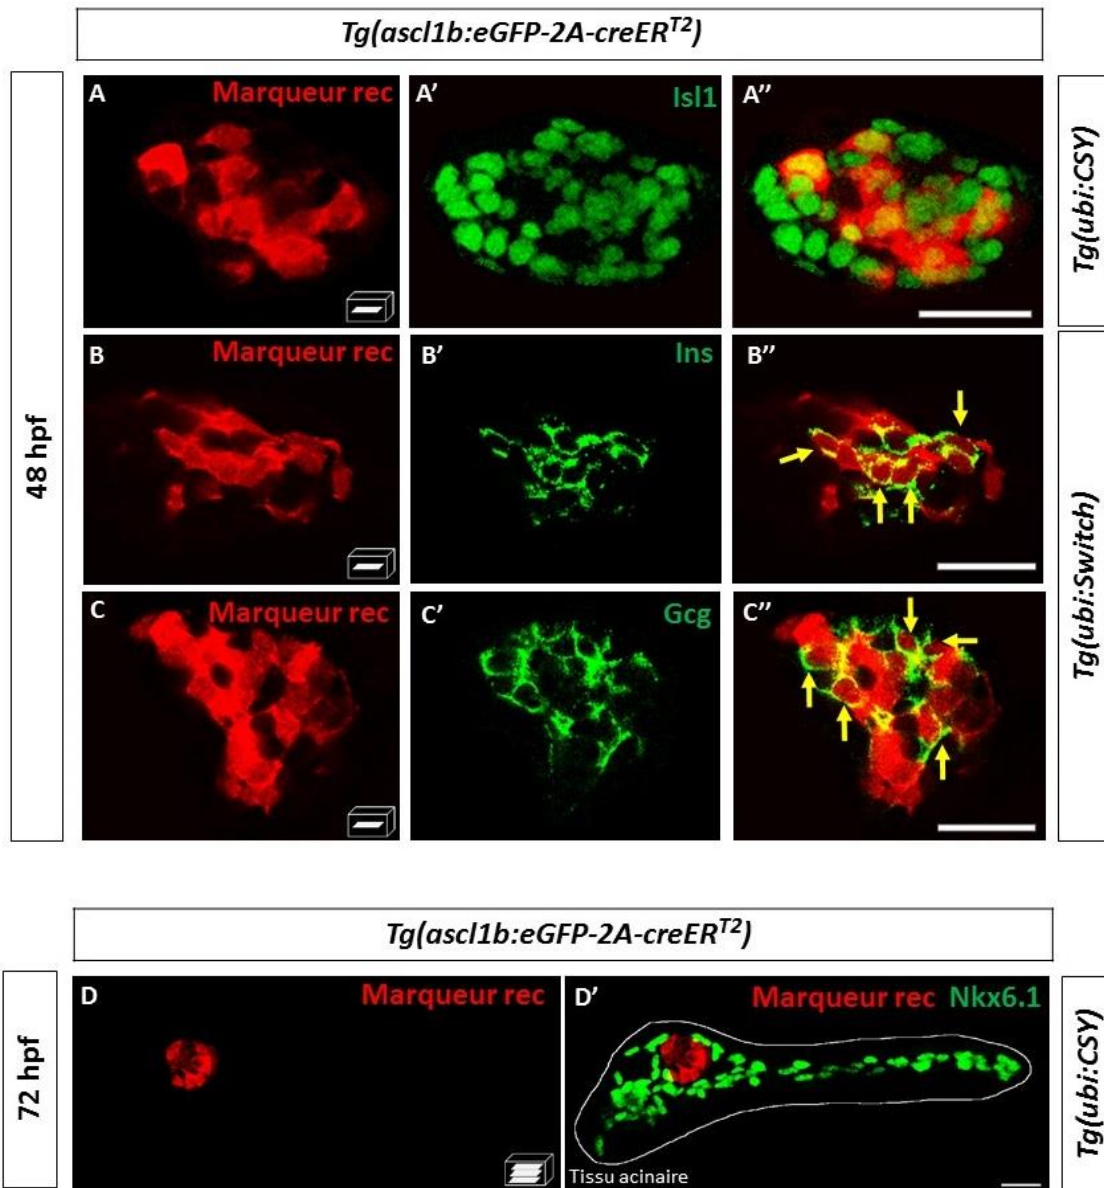 Tg(ascl1b:eGFP-2A-creER^T2)
48 hpf
A Marqueur rec
A' Isl1
A''
Tg(ubi:CSY)
B Marqueur rec
B' Ins
B''
Tg(ubi:Switch)
C Marqueur rec
C' Gcg
C''
Tg(ascl1b:eGFP-2A-creER^T2)
72 hpf
D Marqueur rec
D' Marqueur rec Nkx6.1
Tissu acinaire
Tg(ubi:CSY)